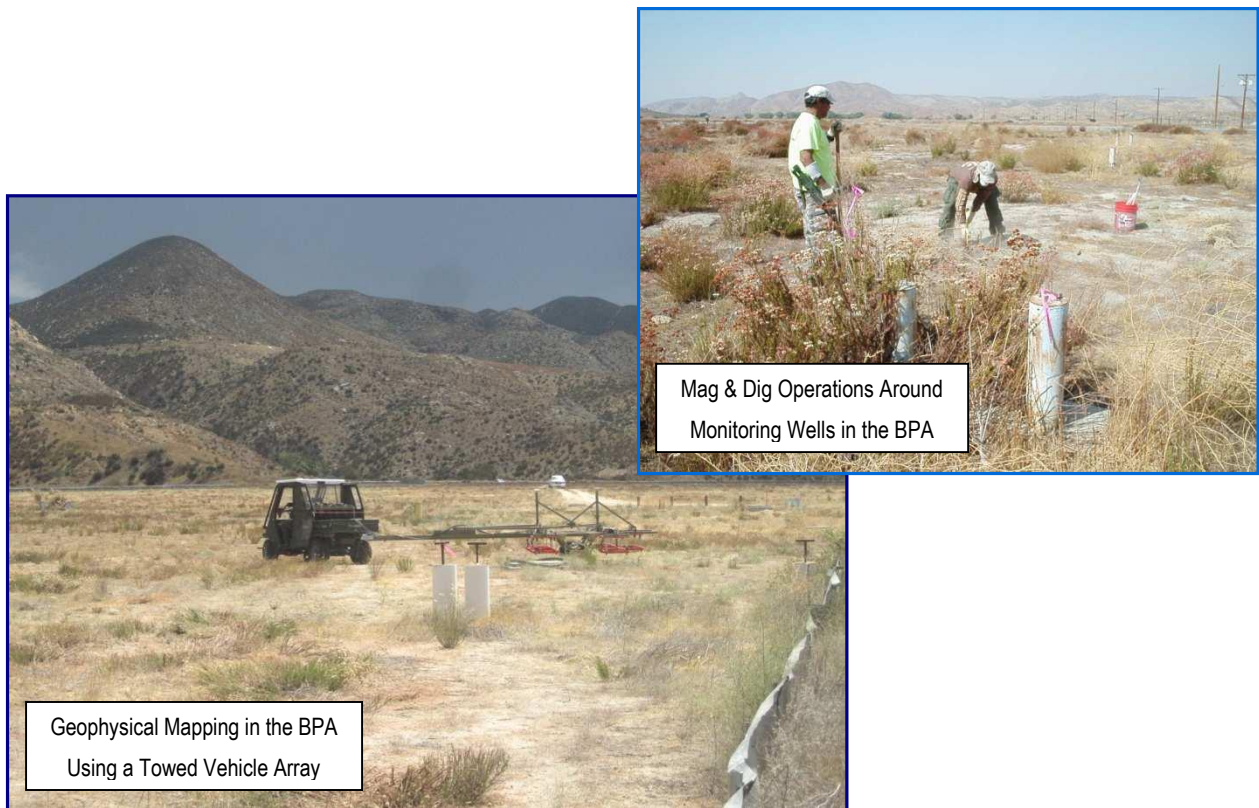 Mag & Dig Operations Around
Monitoring Wells in the BPA
Geophysical Mapping in the BPA
Using a Towed Vehicle Array